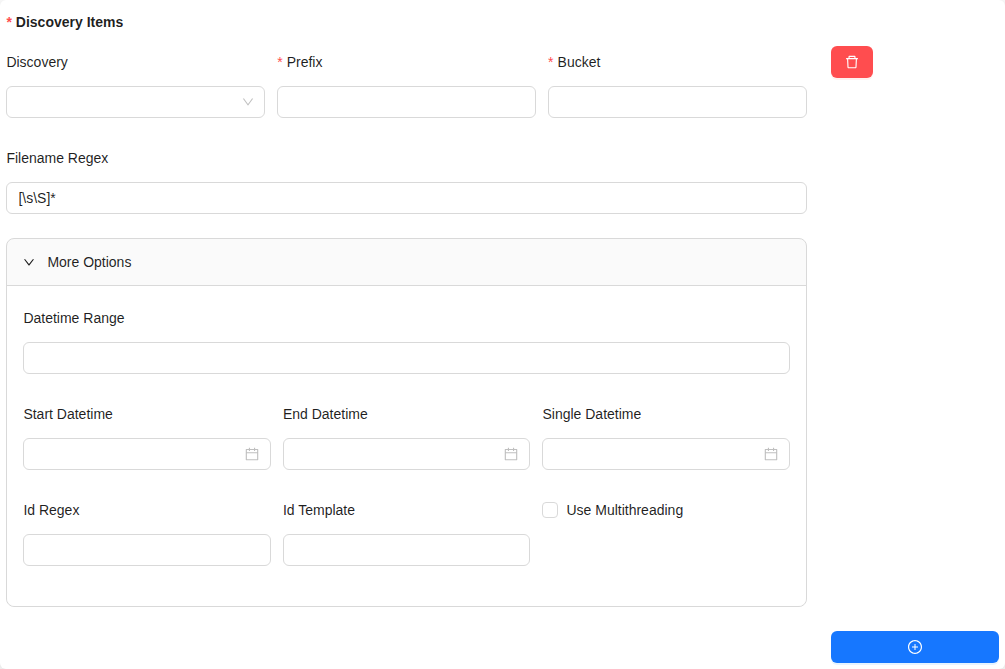 * Discovery Items
Discovery
* Prefix
* Bucket
Filename Regex
[\s\S]*
More Options
Datetime Range
Start Datetime
End Datetime
Single Datetime
Id Regex
Id Template
Use Multithreading